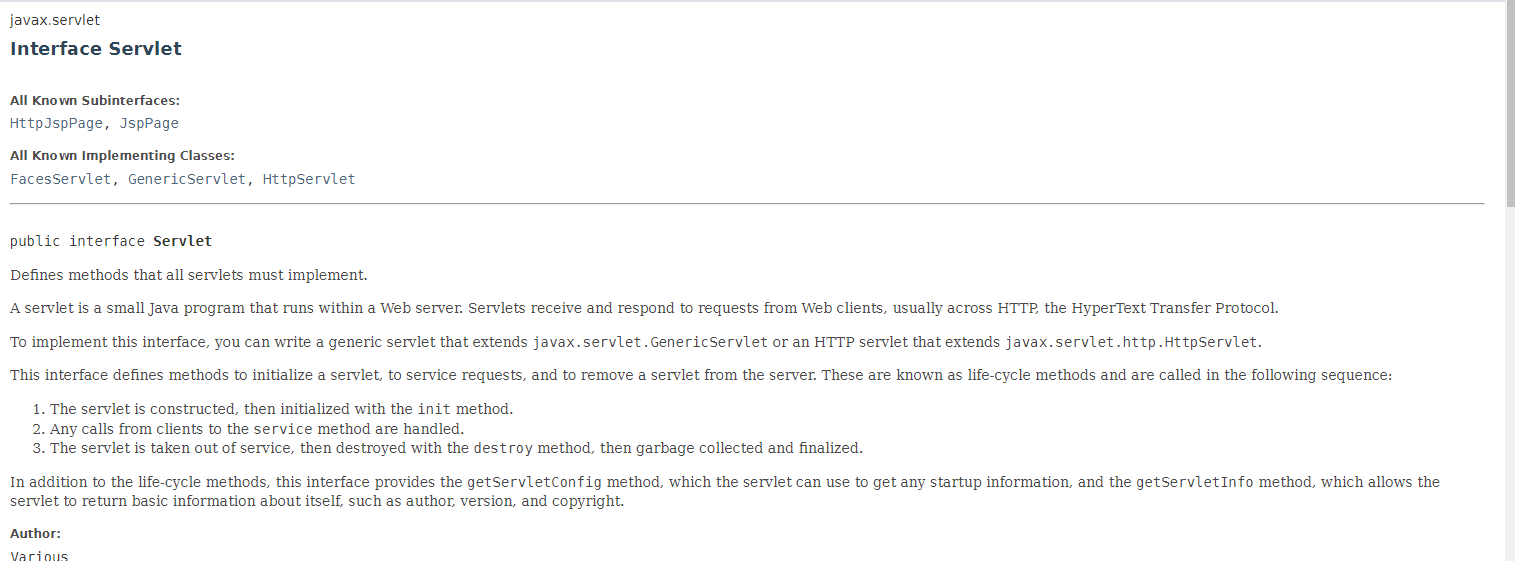 javax.servlet
Interface Servlet
All Known Subinterfaces:
HttpJspPage, JspPage
All Known Implementing Classes:
FacesServlet, GenericServlet, HttpServlet
public interface Servlet
Defines methods that all servlets must implement.
A servlet is a small Java program that runs within a Web server. Servlets receive and respond to requests from Web clients, usually across HTTP, the HyperText Transfer Protocol.
To implement this interface, you can write a generic servlet that extends javax.servlet.GenericServlet or an HTTP servlet that extends javax.servlet.http.HttpServlet.
This interface defines methods to initialize a servlet, to service requests, and to remove a servlet from the server. These are known as life-cycle methods and are called in the following sequence:
1. The servlet is constructed, then initialized with the init method.
2. Any calls from clients to the service method are handled.
3. The servlet is taken out of service, then destroyed with the destroy method, then garbage collected and finalized.
In addition to the life-cycle methods, this interface provides the getServletConfig method, which the servlet can use to get any startup information, and the getServletInfo method, which allows the
servlet to return basic information about itself, such as author, version, and copyright.
Author:
Various